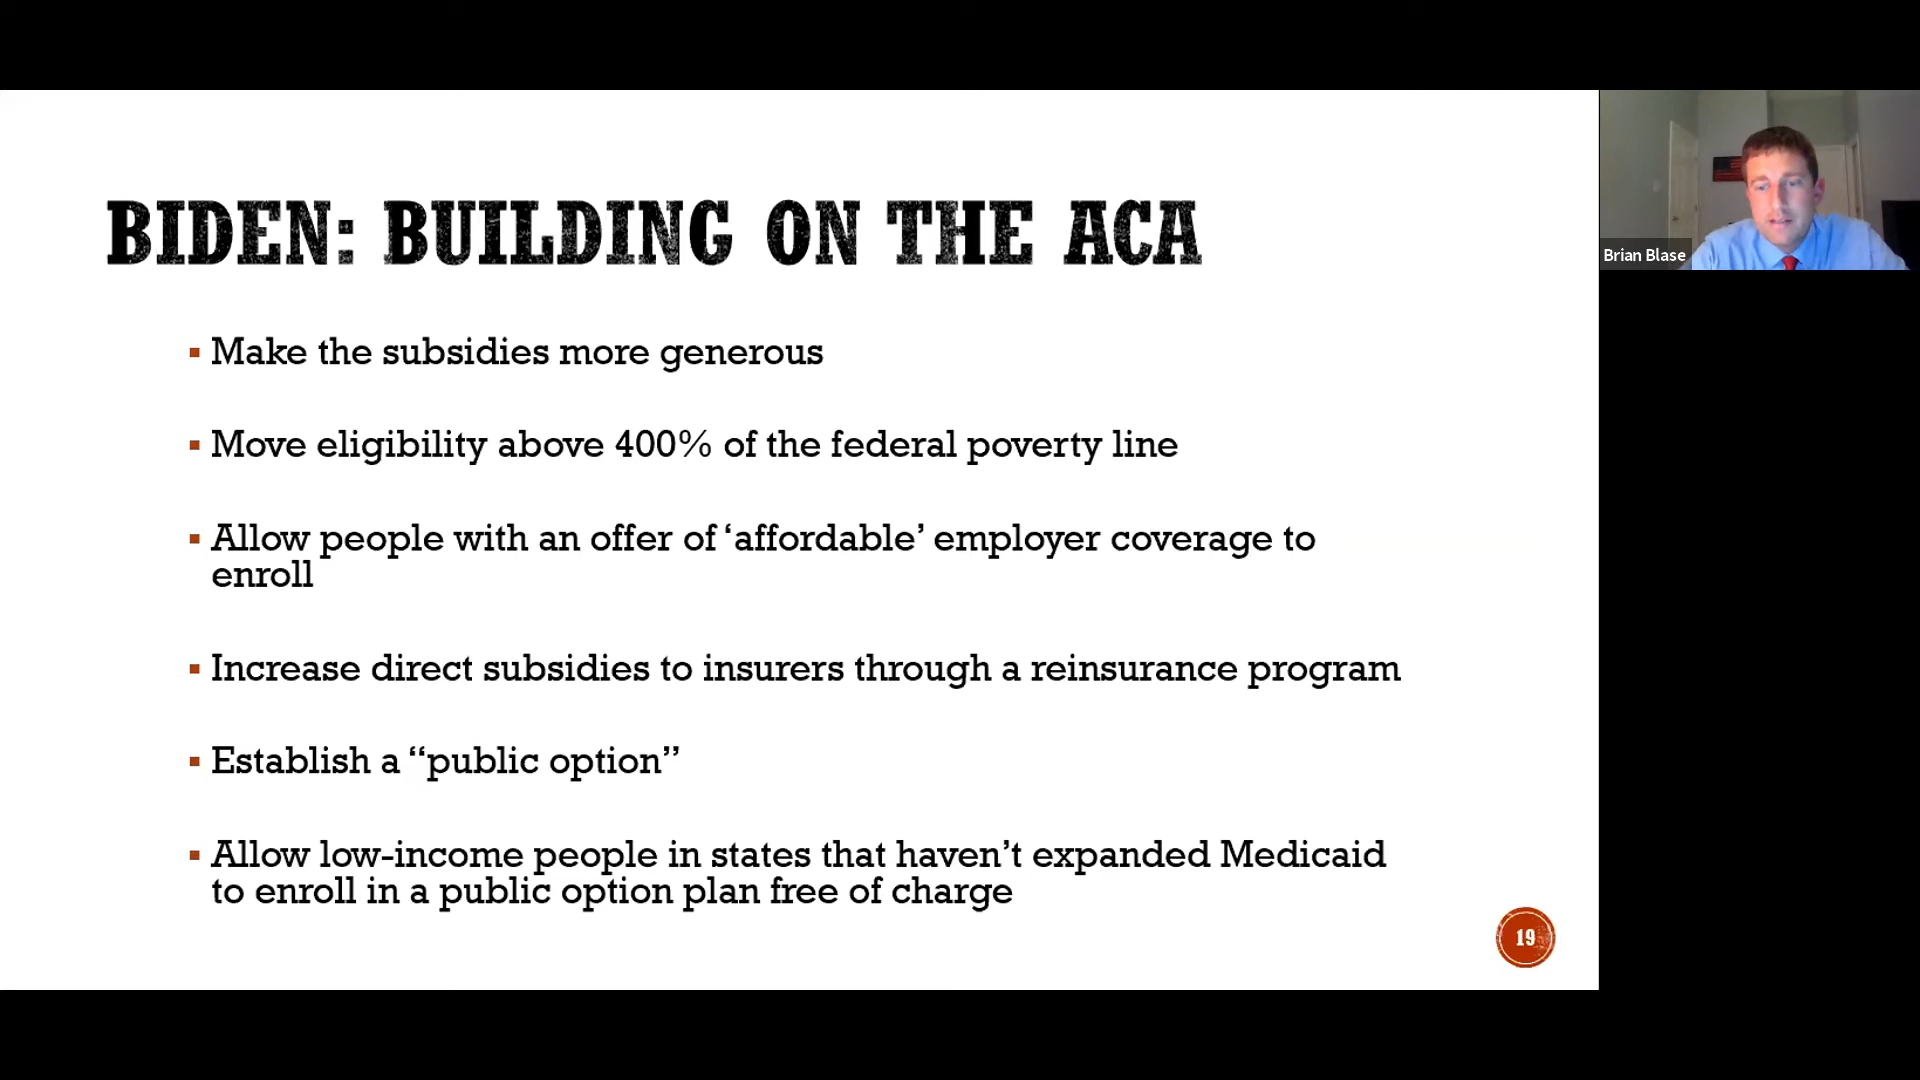 BIDEN: BUILDING ON THE ACA
Make the subsidies more generous
Move eligibility above 400% of the federal poverty line
Allow people with an offer of ‘affordable’ employer coverage to
enroll
Increase direct subsidies to insurers through a reinsurance program
Establish a “public option”
Allow low-income people in states that haven’t expanded Medicaid
to enroll in a public option plan free of charge
19
Brian Blase